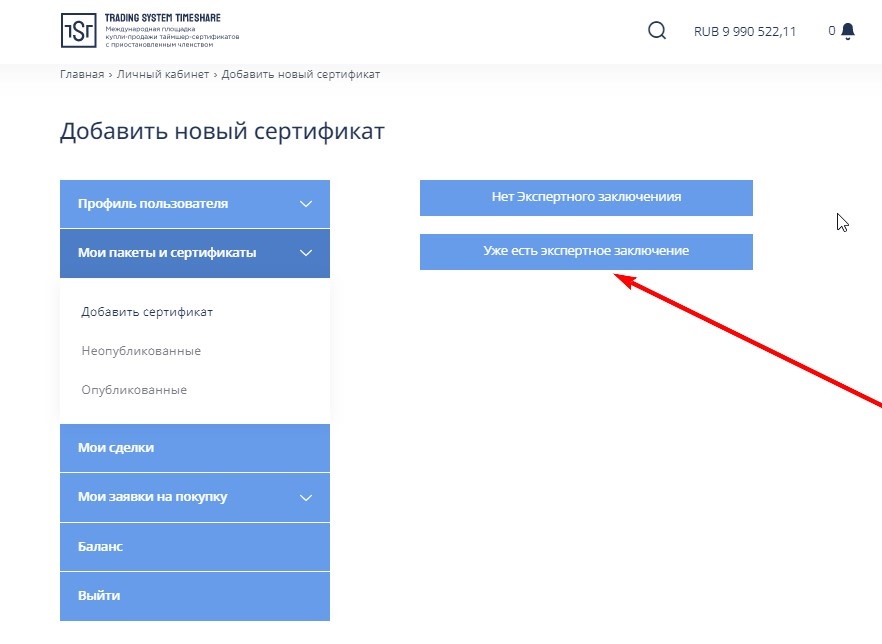 TRADING SYSTEM TIMESHARE
Международная площадка
купли-продажи таймшер-сертификатов
с приостановленным членством
RUB 9 990 522,11
0
Главная › Личный кабинет › Добавить новый сертификат
Добавить новый сертификат
Профиль пользователя
Нет Экспертного заключениия
Мои пакеты и сертификаты
Уже есть экспертное заключение
Добавить сертификат
Неопубликованные
Опубликованные
Мои сделки
Мои заявки на покупку
Баланс
Выйти